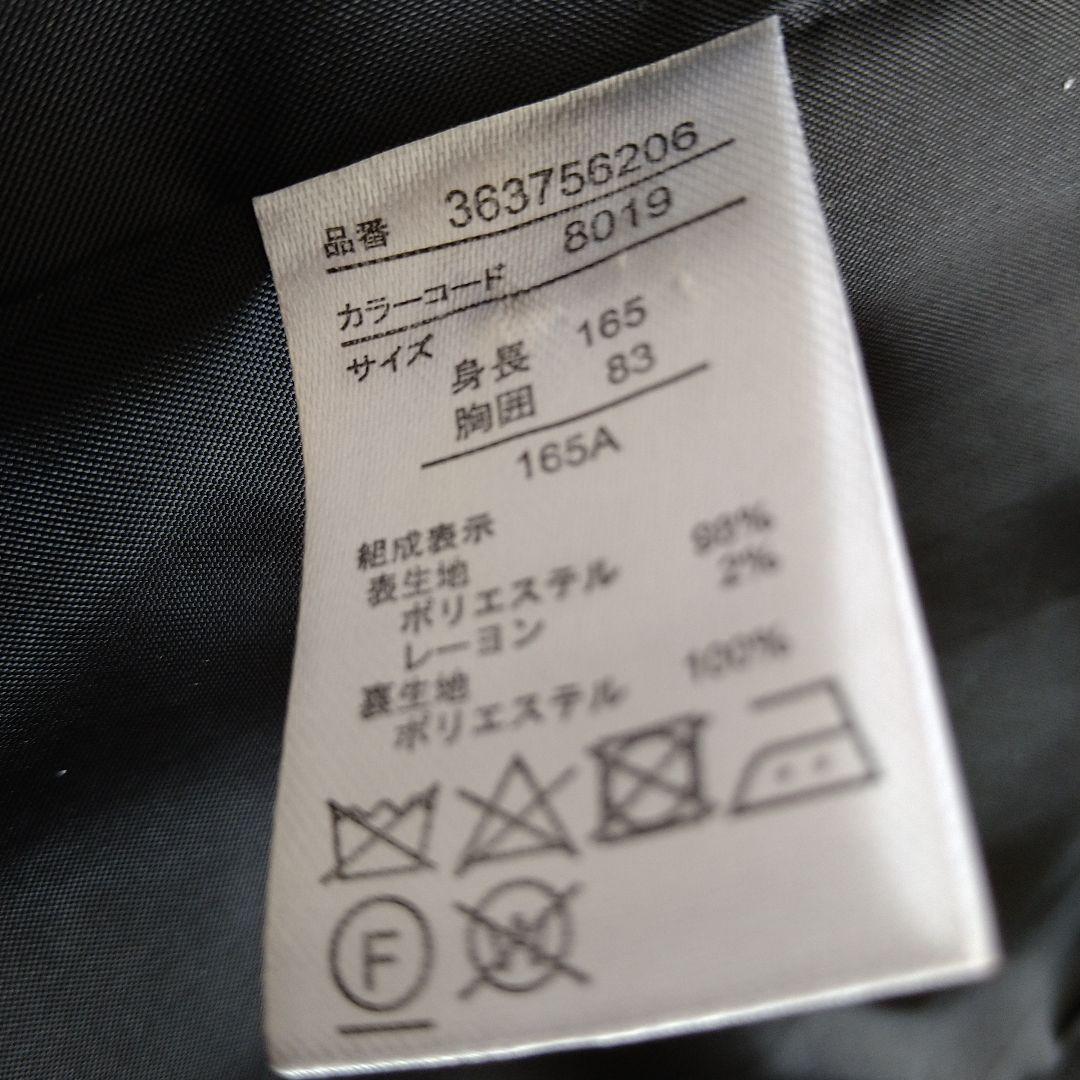 品番 363756206
カラーコード 8019
サイズ
身長 165
胸囲 83
165A
組成表示
表生地
ポリエステル 98%
レーヨン 2%
裏生地
ポリエステル 100%
F
W